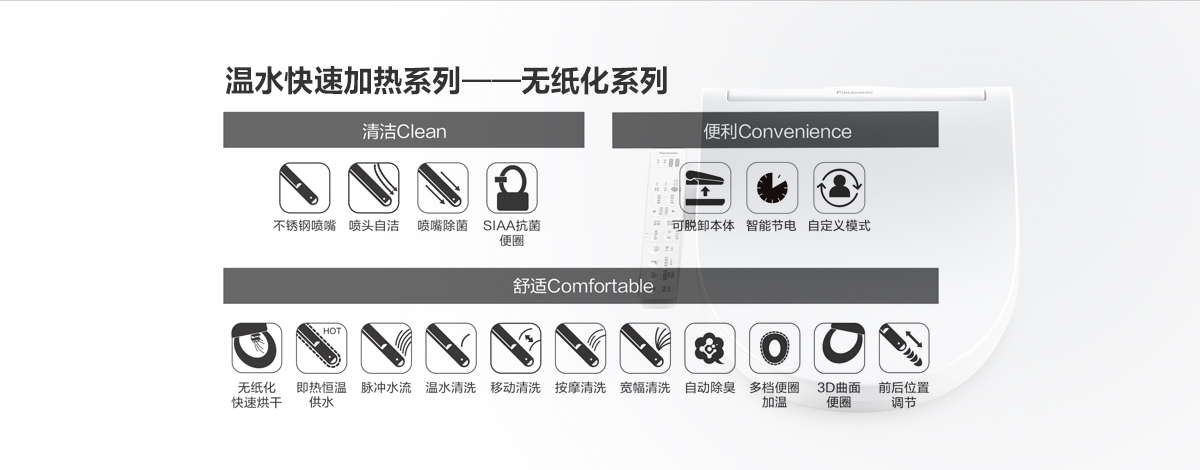 温水快速加热系列——无纸化系列
Panasonic
清洁Clean
便利Convenience
Panasonic
不锈钢喷嘴
喷头自洁
喷嘴除菌
SIAA抗菌
便圈
可脱卸本体
智能节电
自定义模式
舒适Comfortable
HOT
无纸化
快速烘干
即热恒温
供水
脉冲水流
温水清洗
移动清洗
按摩清洗
宽幅清洗
自动除臭
多档便圈
加温
3D曲面
便圈
前后位置
调节